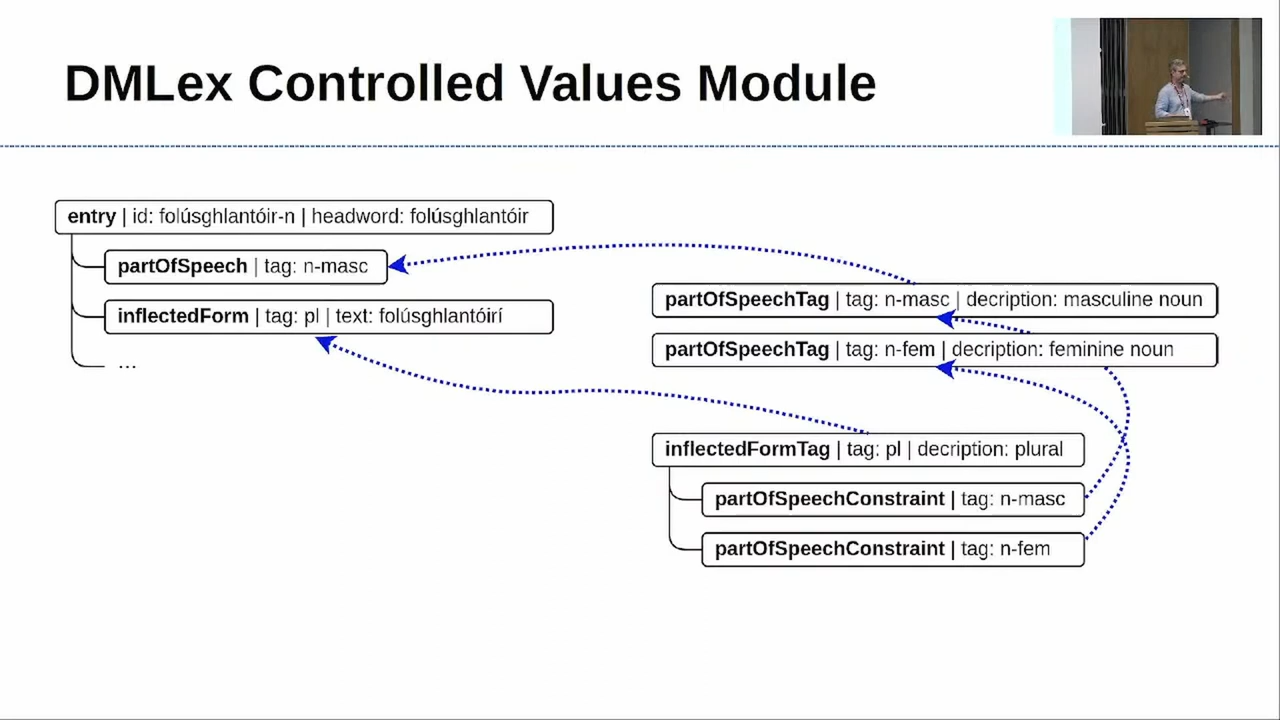 DMLex Controlled Values Module
entry | id: folúsghlantóir-n | headword: folúsghlantóir
partOfSpeech | tag: n-masc
inflectedForm | tag: pl | text: folúsghlantóirí
...
partOfSpeechTag | tag: n-masc | decription: masculine noun
partOfSpeechTag | tag: n-fem | decription: feminine noun
inflectedFormTag | tag: pl | decription: plural
partOfSpeechConstraint | tag: n-masc
partOfSpeechConstraint | tag: n-fem